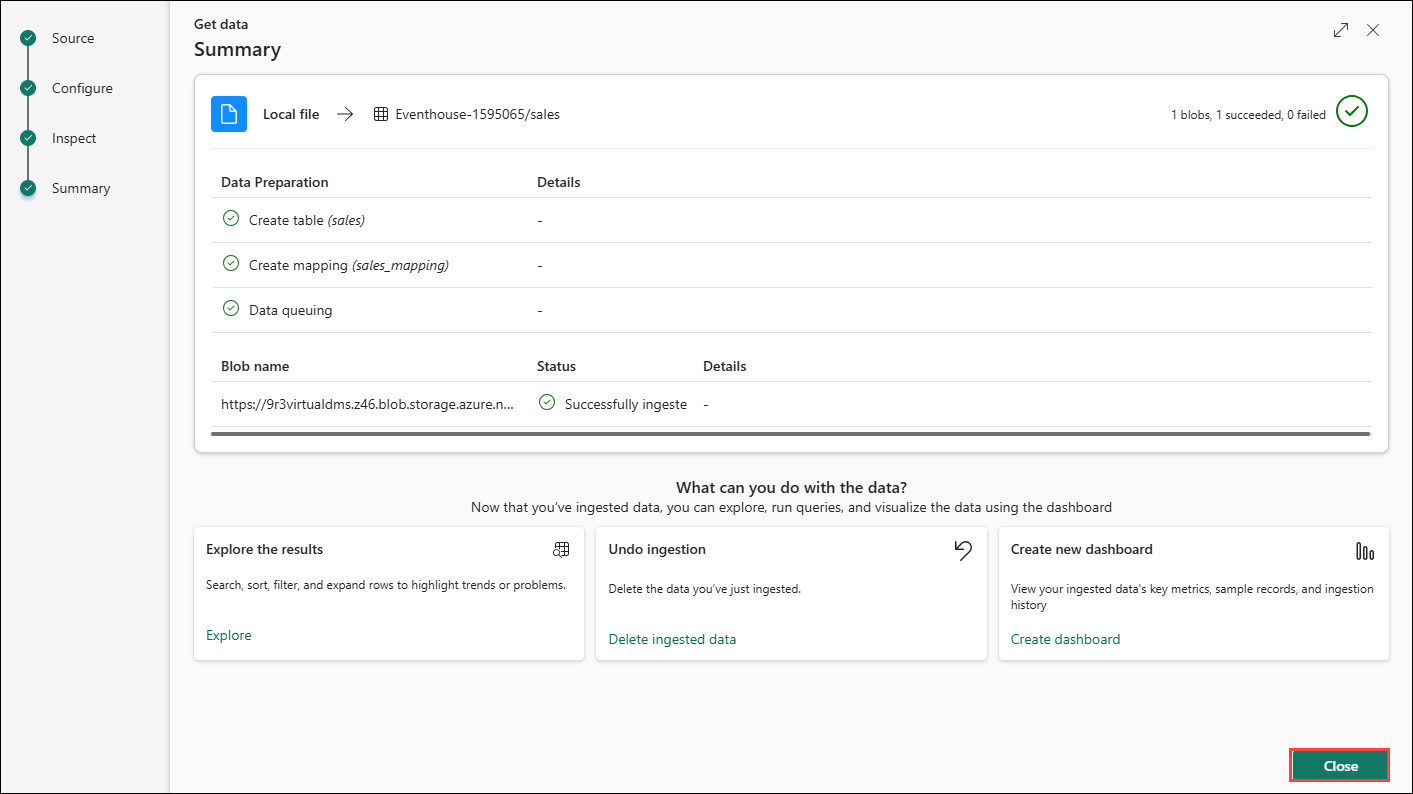 Source
Configure
Inspect
Summary
Get data
Summary
Local file
Eventhouse-1595065/sales
1 blobs, 1 succeeded, 0 failed
Data Preparation Details
Create table (sales) -
Create mapping (sales_mapping) -
Data queuing -
Blob name Status Details
https://9r3virtualdms.z46.blob.storage.azure.n... Successfully ingeste -
What can you do with the data?
Now that you've ingested data, you can explore, run queries, and visualize the data using the dashboard
Explore the results
Search, sort, filter, and expand rows to highlight trends or problems.
Explore
Undo ingestion
Delete the data you've just ingested.
Delete ingested data
Create new dashboard
View your ingested data's key metrics, sample records, and ingestion
history
Create dashboard
Close